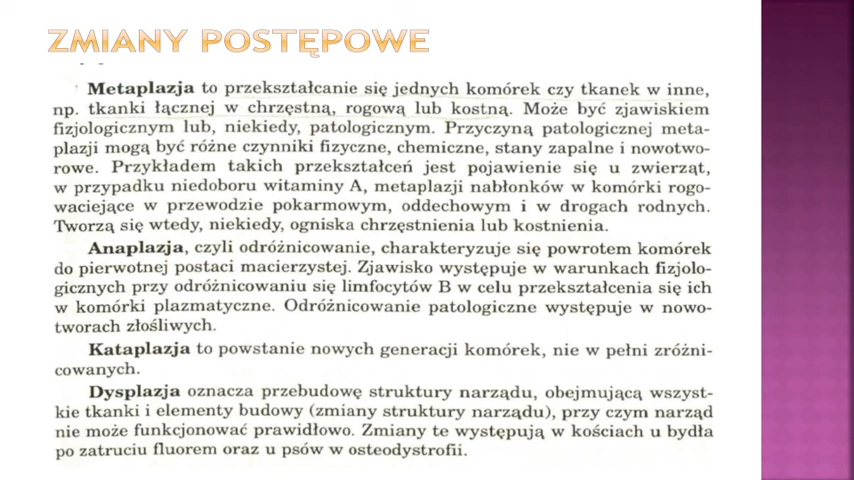 ZMIANY POSTĘPOWE
Metaplazja to przekształcanie się jednych komórek czy tkanek w inne,
np. tkanki łącznej w chrzęstną, rogową lub kostną. Może być zjawiskiem
fizjologicznym lub, niekiedy, patologicznym. Przyczyną patologicznej meta-
plazji mogą być różne czynniki fizyczne, chemiczne, stany zapalne i nowotwo-
rowe. Przykładem takich przekształceń jest pojawienie się u zwierząt,
w przypadku niedoboru witaminy A, metaplazji nabłonków w komórki rogo-
waciejące w przewodzie pokarmowym, oddechowym i w drogach rodnych.
Tworzą się wtedy, niekiedy, ogniska chrzęstnienia lub kostnienia.
Anaplazja, czyli odróżnicowanie, charakteryzuje się powrotem komórek
do pierwotnej postaci macierzystej. Zjawisko występuje w warunkach fizjolo-
gicznych przy odróżnicowaniu się limfocytów B w celu przekształcenia się ich
w komórki plazmatyczne. Odróżnicowanie patologiczne występuje w nowo-
tworach złośliwych.
Kataplazja to powstanie nowych generacji komórek, nie w pełni zróżni-
cowanych.
Dysplazja oznacza przebudowę struktury narządu, obejmującą wszyst-
kie tkanki i elementy budowy (zmiany struktury narządu), przy czym narząd
nie może funkcjonować prawidłowo. Zmiany te występują w kościach u bydła
po zatruciu fluorem oraz u psów w osteodystrofii.